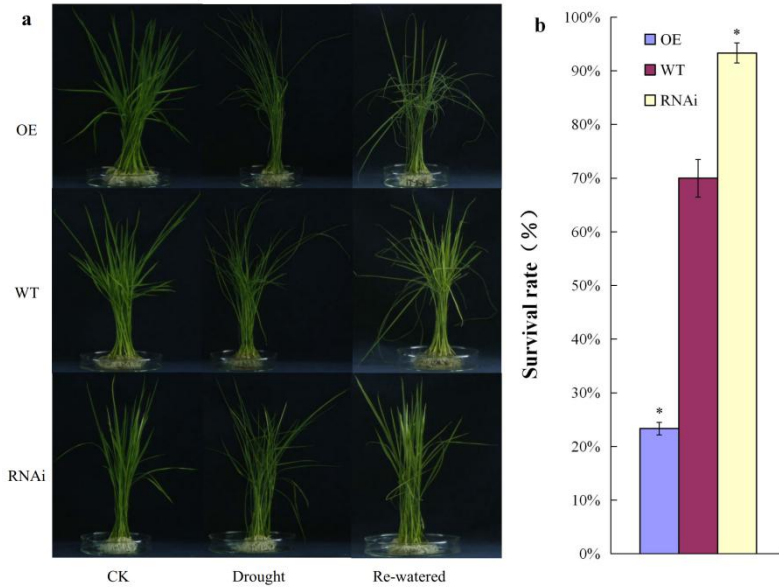 a
OE
WT
RNAi
CK Drought Re-watered
b
Survival rate (%)
100%
90%
80%
70%
60%
50%
40%
30%
20%
10%
0%
OE
WT
RNAi
*
*